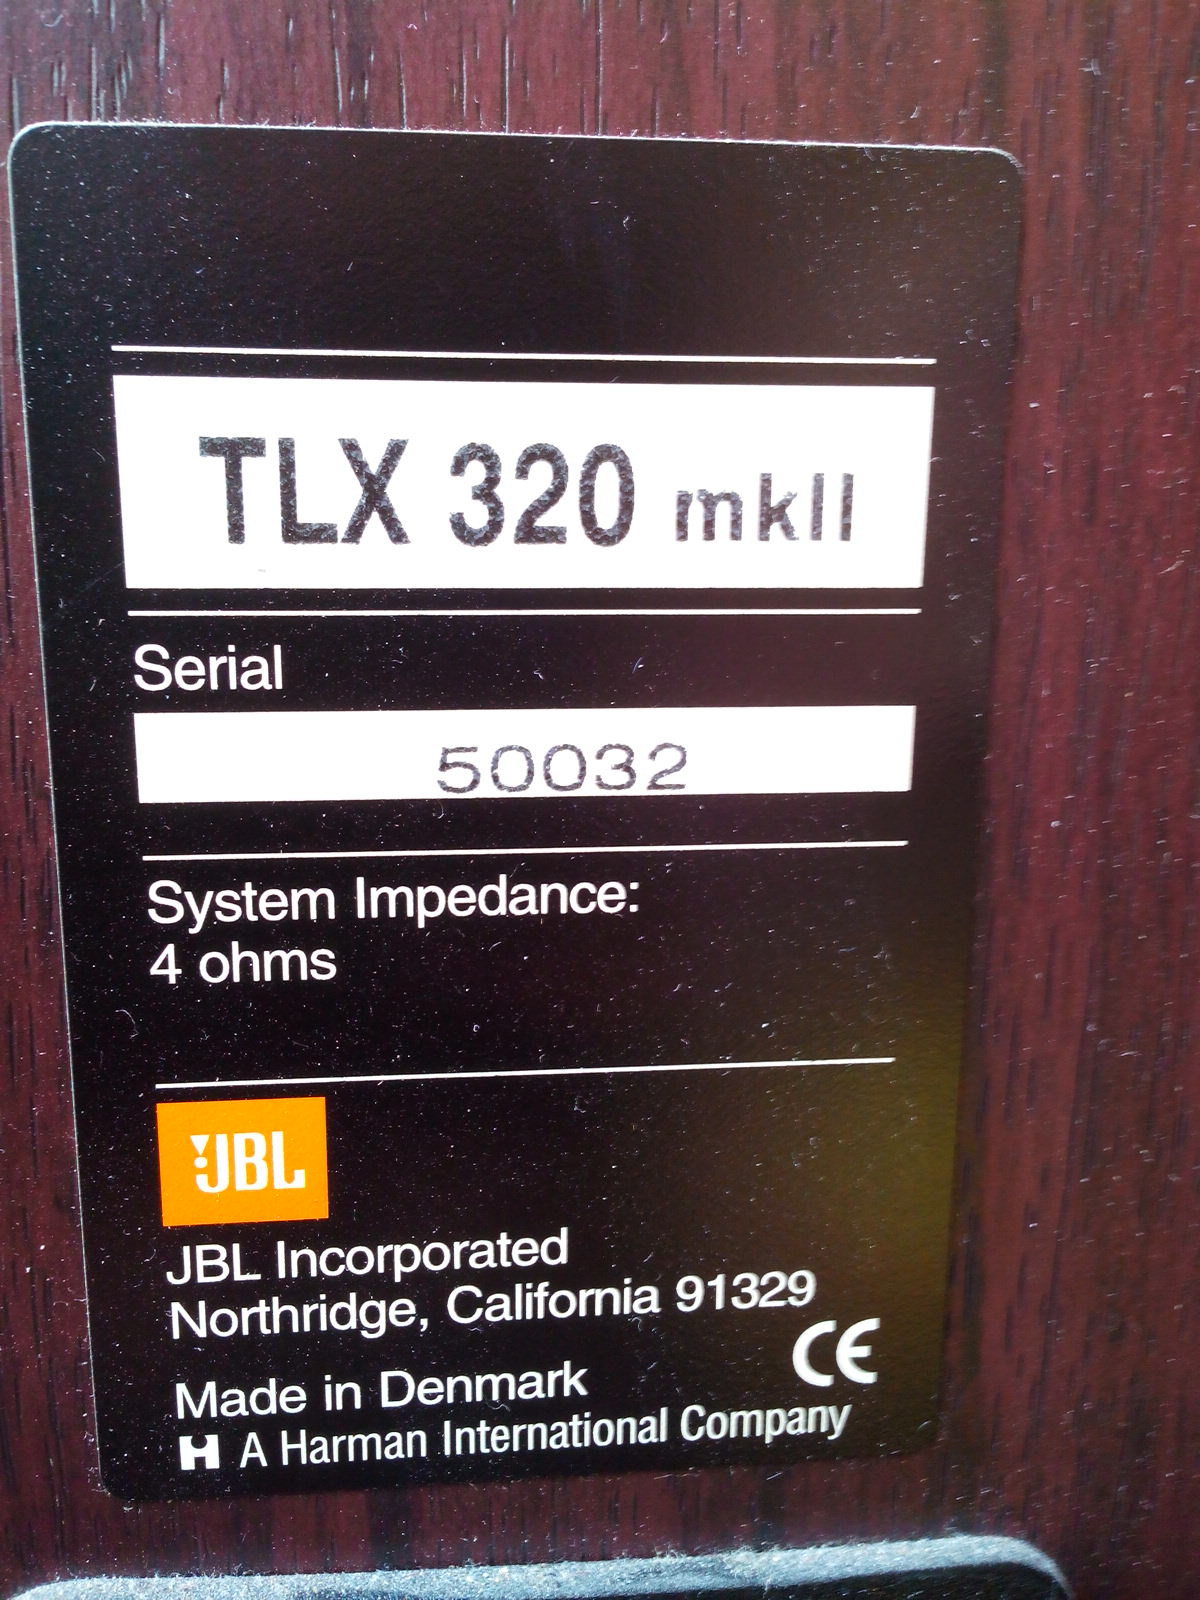 TLX 320 mkII
Serial
50032
System Impedance:
4 ohms
JBL
JBL Incorporated
Northridge, California 91329
CE
Made in Denmark
H A Harman International Company